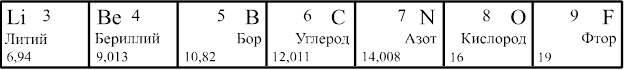 Li 3 Be 4 5 B 6 C 7 N 8 O 9 F
Литий Бериллий Бор Углерод Азот Кислород Фтор
6,94 9,013 10,82 12,011 14,008 16 19